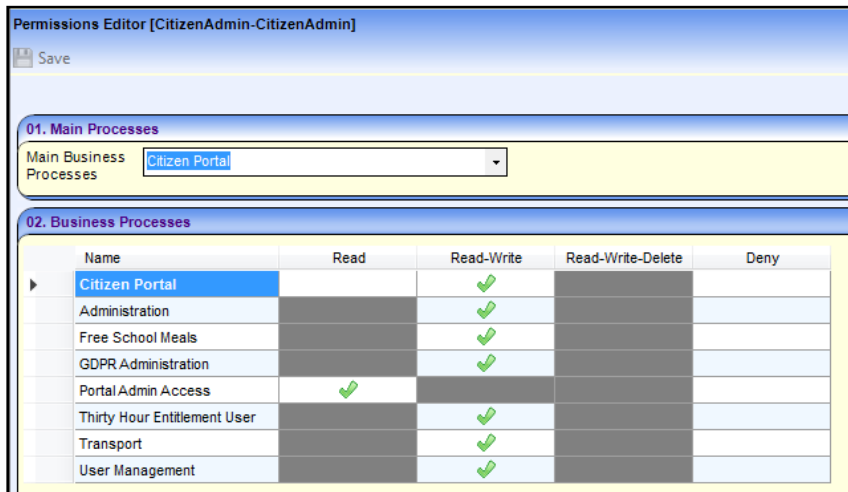 Permissions Editor [CitizenAdmin-CitizenAdmin]
Save
01. Main Processes
Main Business Processes
Citizen Portal
02. Business Processes
Name Read Read-Write Read-Write-Delete Deny
Citizen Portal
Administration
Free School Meals
GDPR Administration
Portal Admin Access
Thirty Hour Entitlement User
Transport
User Management